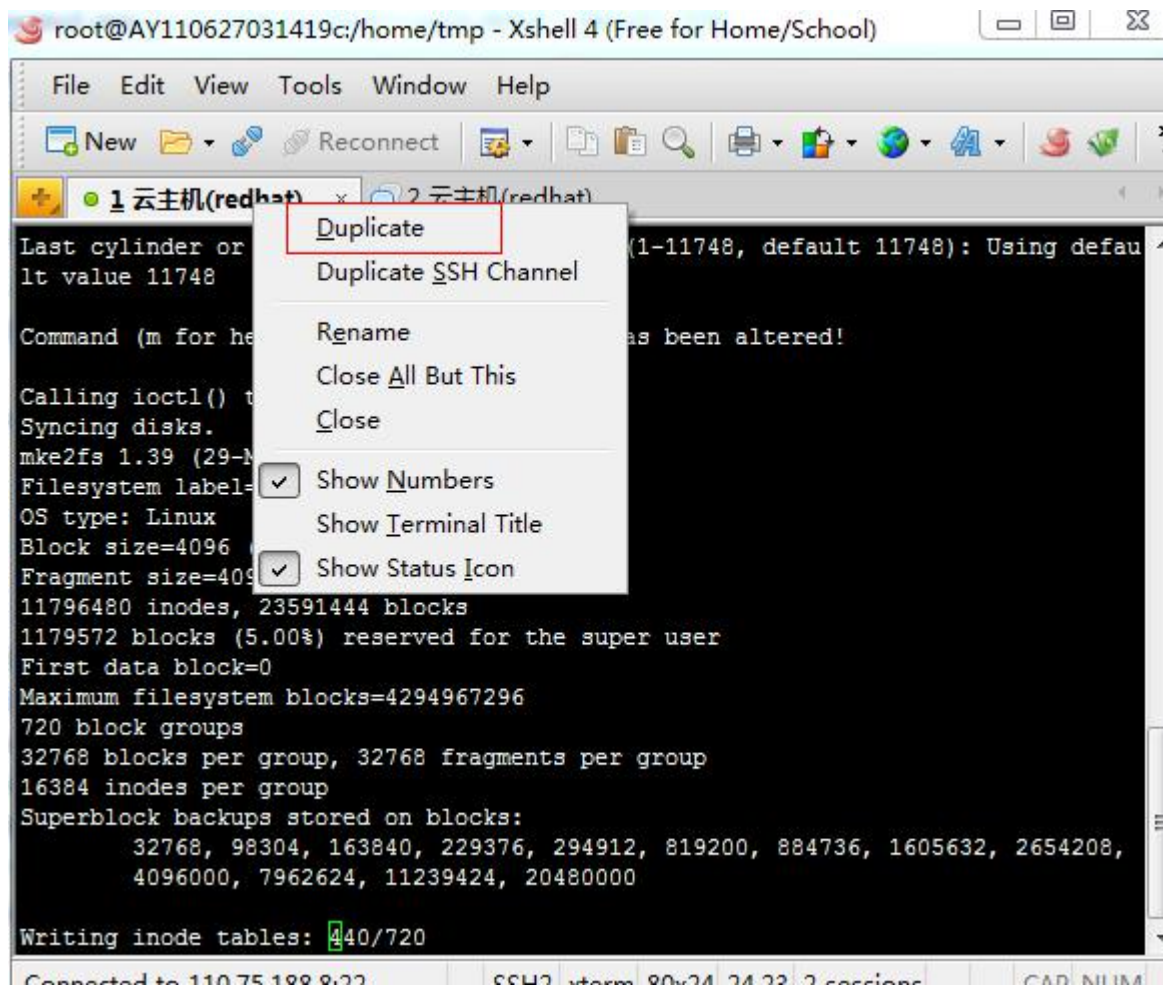 root@AY110627031419c:/home/tmp - Xshell 4 (Free for Home/School)
File Edit View Tools Window Help
New Reconnect
1 云主机(redhat) × 2 云主机(redhat)
Duplicate
Duplicate SSH Channel
Rename
Close All But This
Close
Show Numbers
Show Terminal Title
Show Status Icon
Last cylinder or (1-11748, default 11748): Using defau
lt value 11748
Command (m for he as been altered!
Calling ioctl() t
Syncing disks.
mke2fs 1.39 (29-M
Filesystem label=
OS type: Linux
Block size=4096
Fragment size=409
11796480 inodes, 23591444 blocks
1179572 blocks (5.00%) reserved for the super user
First data block=0
Maximum filesystem blocks=4294967296
720 block groups
32768 blocks per group, 32768 fragments per group
16384 inodes per group
Superblock backups stored on blocks:
32768, 98304, 163840, 229376, 294912, 819200, 884736, 1605632, 2654208,
4096000, 7962624, 11239424, 20480000
Writing inode tables: 440/720
Connected to 110.75.188.8:22 SSH2 xterm 80x24 24,23 2 sessions CAP NUM